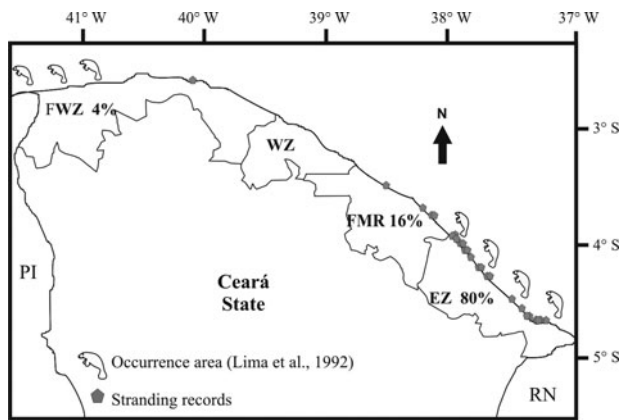 41° W 40° W 39° W 38° W 37° W
N
FWZ 4%
WZ
3° S
FMR 16%
4° S
PI
Ceará
State
EZ 80%
Occurrence area (Lima et al., 1992)
5° S
Stranding records
RN